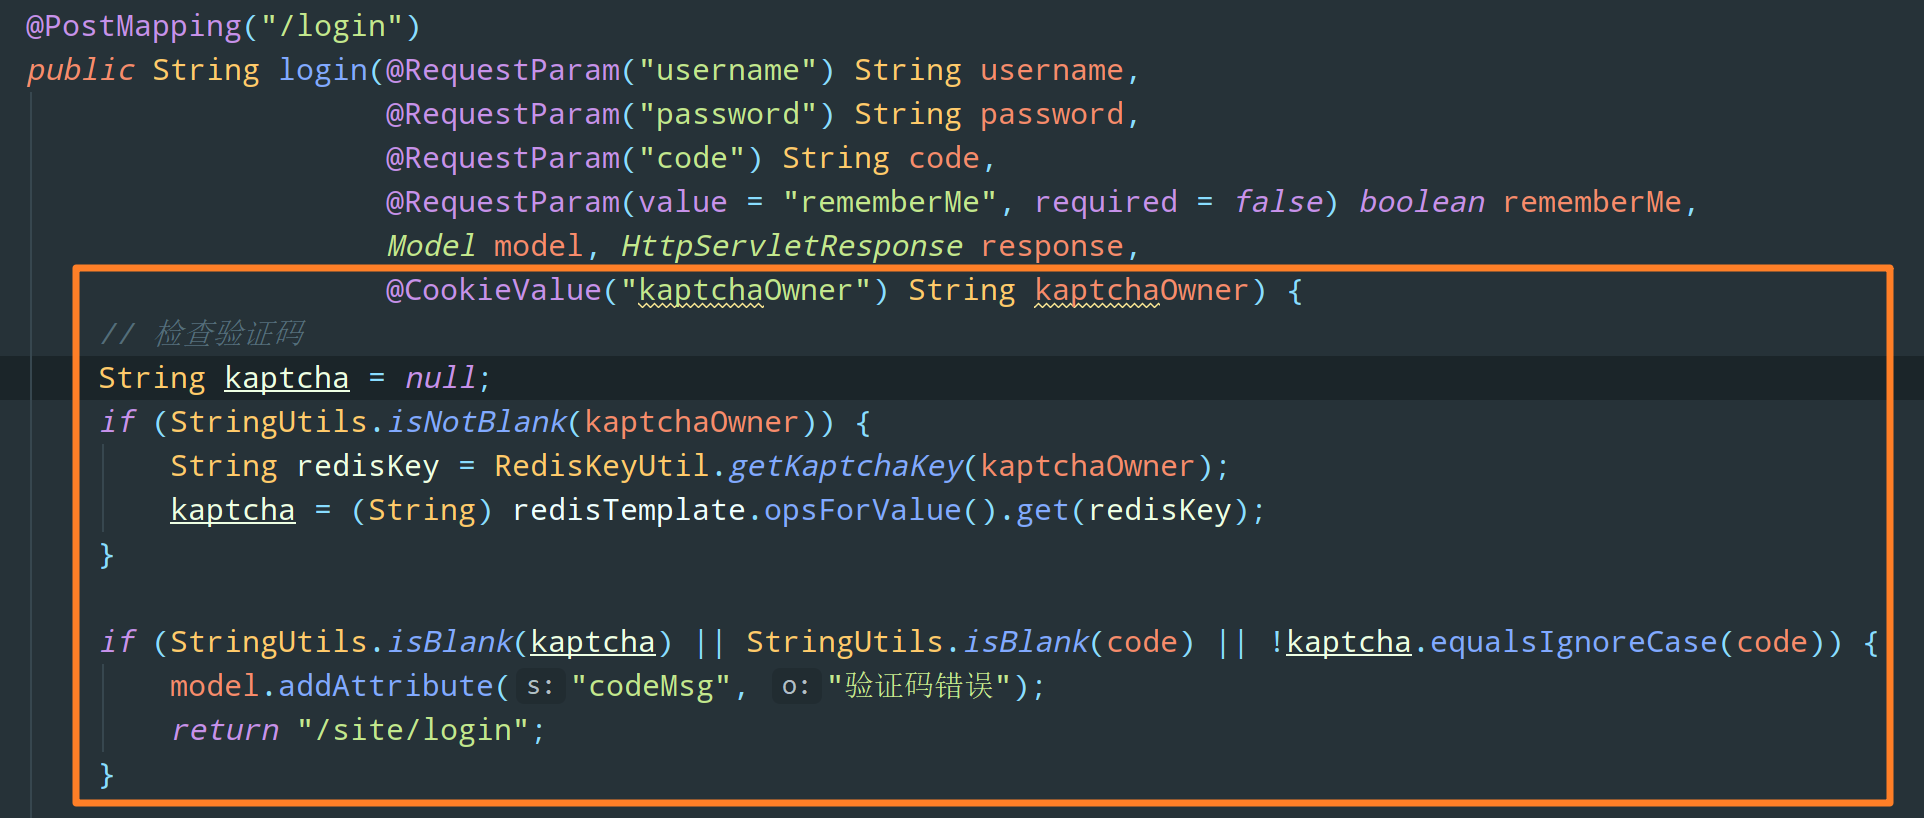 @PostMapping("/login")
public String login(@RequestParam("username") String username,
@RequestParam("password") String password,
@RequestParam("code") String code,
@RequestParam(value = "rememberMe", required = false) boolean rememberMe,
Model model, HttpServletResponse response,
@CookieValue("kaptchaOwner") String kaptchaOwner) {
// 检查验证码
String kaptcha = null;
if (StringUtils.isNotBlank(kaptchaOwner)) {
String redisKey = RedisKeyUtil.getKaptchaKey(kaptchaOwner);
kaptcha = (String) redisTemplate.opsForValue().get(redisKey);
}
if (StringUtils.isBlank(kaptcha) || StringUtils.isBlank(code) || !kaptcha.equalsIgnoreCase(code)) {
model.addAttribute( s: "codeMsg", o: "验证码错误");
return "/site/login";
}